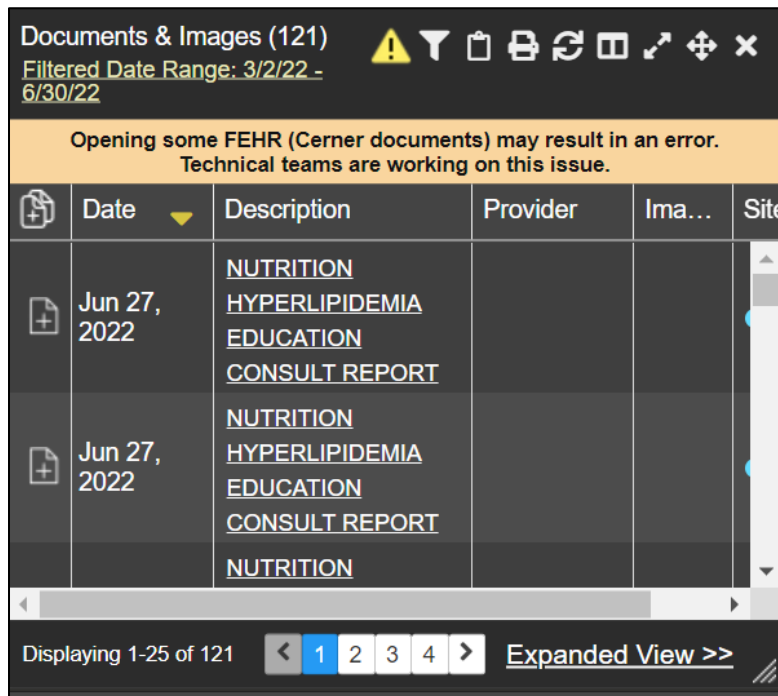 Documents & Images (121)
Filtered Date Range: 3/2/22 -
6/30/22
Opening some FEHR (Cerner documents) may result in an error.
Technical teams are working on this issue.
Date Description Provider Ima... Site
Jun 27,
2022
NUTRITION
HYPERLIPIDEMIA
EDUCATION
CONSULT REPORT
Jun 27,
2022
NUTRITION
HYPERLIPIDEMIA
EDUCATION
CONSULT REPORT
NUTRITION
Displaying 1-25 of 121 < 1 2 3 4 > Expanded View >>